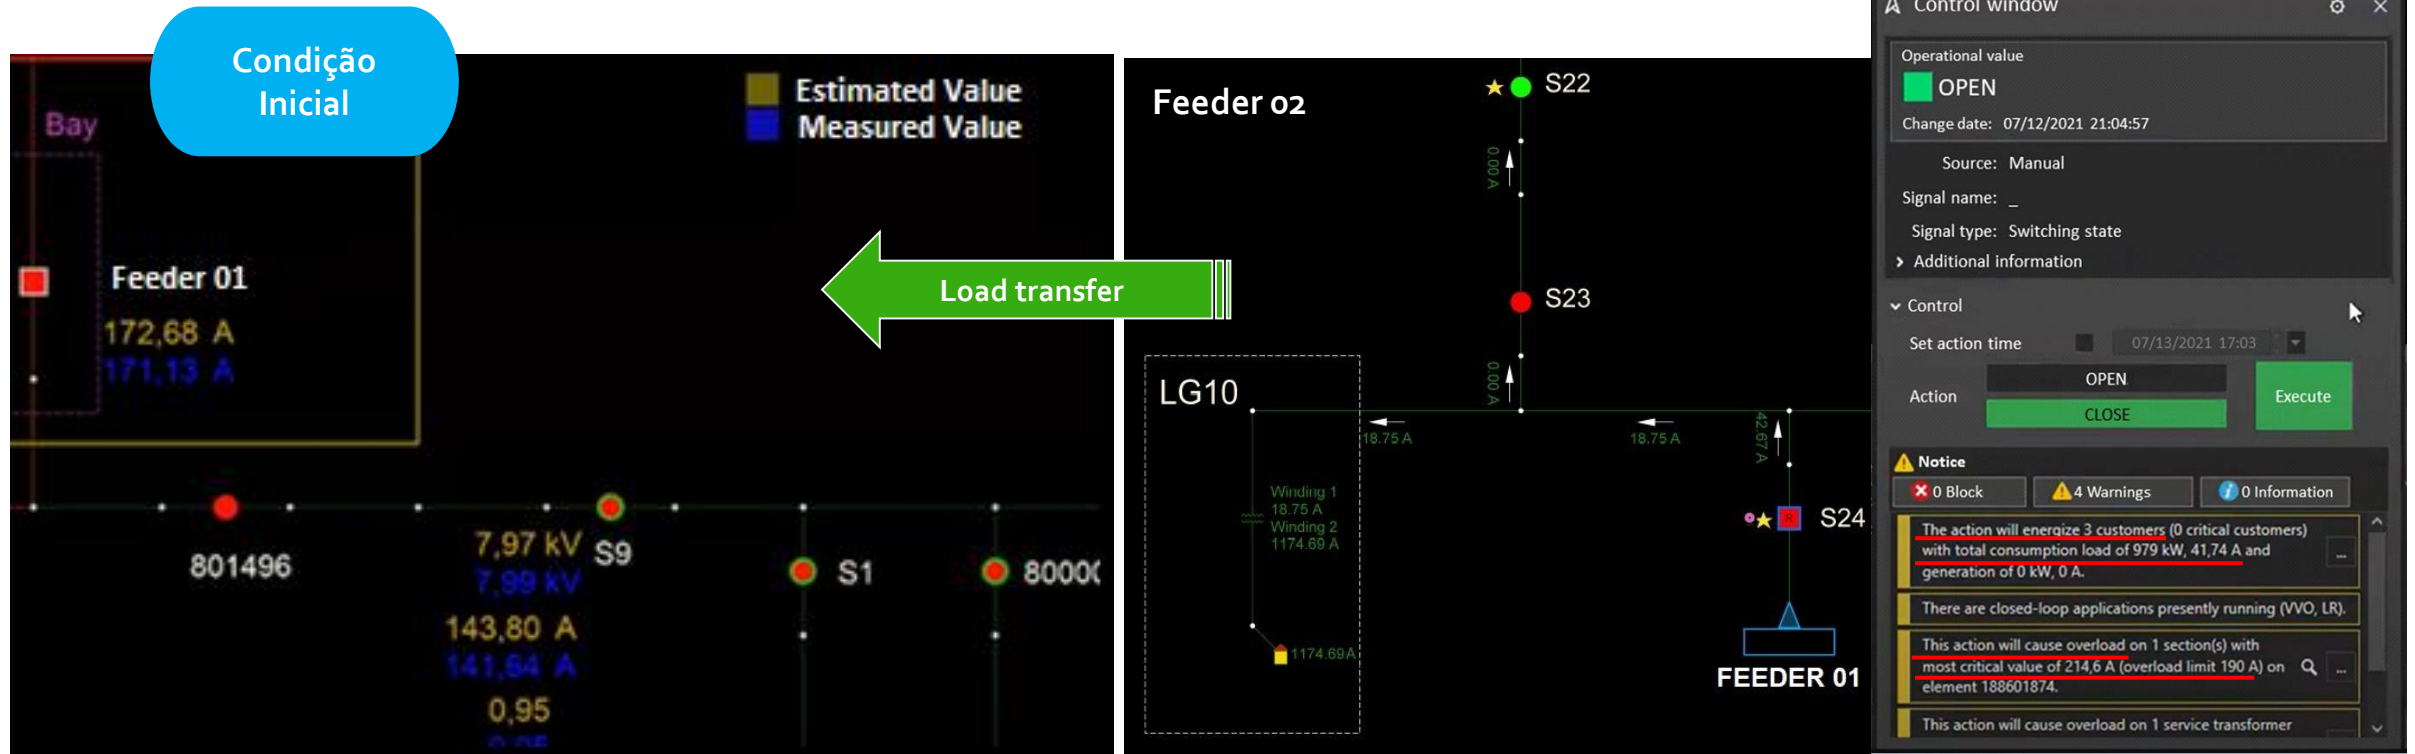 Condição
Inicial
Bay
Estimated Value
Measured Value
Feeder 01
172,68 A
171,13 A
Load transfer
801496
7,97 kV
7,99 kV
S9
143,80 A
141,64 A
0,95
S1
Feeder 02
S22
0.00 A
S23
0.00 A
LG10
18.75 A
18.75 A
42.67 A
Winding 1
18.75 A
Winding 2
1174.69 A
1174.69A
R
S24
FEEDER 01
Control window
Operational value
OPEN
Change date: 07/12/2021 21:04:57
Source: Manual
Signal name: _
Signal type: Switching state
Additional information
Control
Set action time 07/13/2021 17:03
Action
OPEN
CLOSE
Execute
Notice
0 Block
4 Warnings
0 Information
The action will energize 3 customers (0 critical customers)
with total consumption load of 979 kW, 41,74 A and
generation of 0 kW, 0 A.
...
There are closed-loop applications presently running (VVO, LR).
This action will cause overload on 1 section(s) with
most critical value of 214,6 A (overload limit 190 A) on
element 188601874.
...
This action will cause overload on 1 service transformer